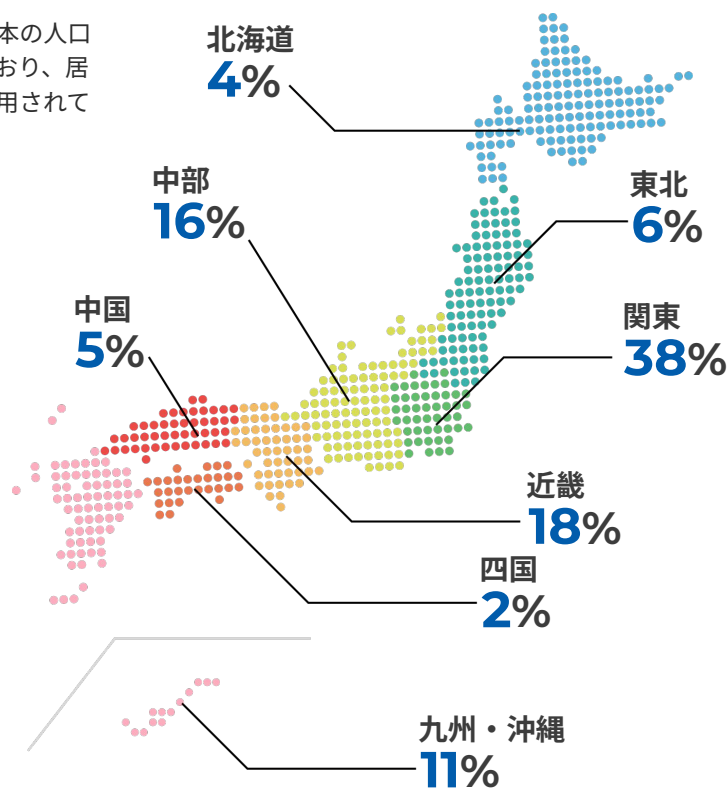 本の人口
おり、居
用されて
北海道
4%
中部
16%
東北
6%
中国
5%
関東
38%
近畿
18%
四国
2%
九州・沖縄
11%